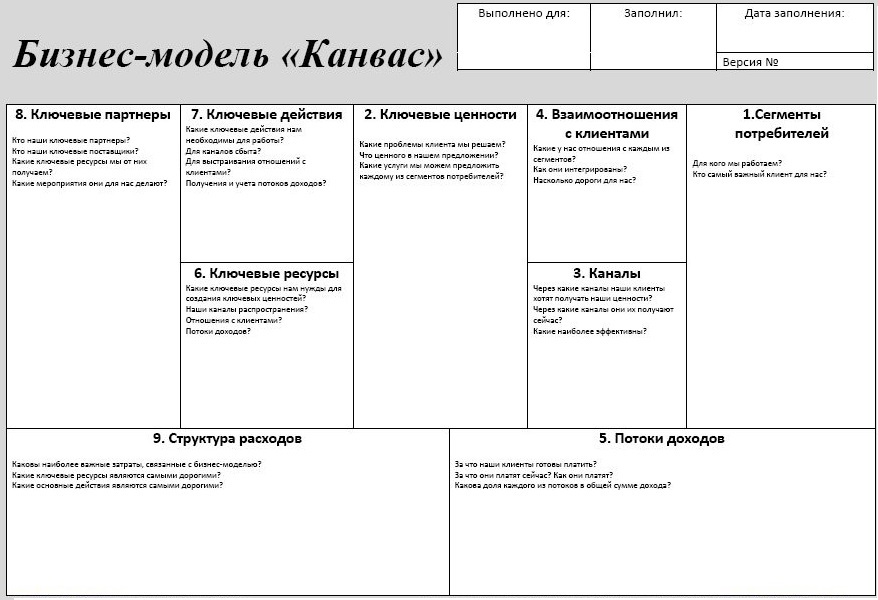 Бизнес-модель «Канвас»
Выполнено для:
Заполнил:
Дата заполнения:
Версия №
8. Ключевые партнеры
Кто наши ключевые партнеры?
Кто наши ключевые поставщики?
Какие ключевые ресурсы мы от них
получаем?
Какие мероприятия они для нас делают?
7. Ключевые действия
Какие ключевые действия нам
необходимы для работы?
Для каналов сбыта?
Для выстраивания отношений с
клиентами?
Получения и учета потоков доходов?
6. Ключевые ресурсы
Какие ключевые ресурсы нам нужды для
создания ключевых ценностей?
Наши каналы распространения?
Отношения с клиентами?
Потоки доходов?
2. Ключевые ценности
Какие проблемы клиента мы решаем?
Что ценного в нашем предложении?
Какие услуги мы можем предложить
каждому из сегментов потребителей?
4. Взаимоотношения
с клиентами
Какие у нас отношения с каждым из
сегментов?
Как они интегрированы?
Насколько дороги для нас?
3. Каналы
Через какие каналы наши клиенты
хотят получать наши ценности?
Через какие каналы они их получают
сейчас?
Какие наиболее эффективны?
1.Сегменты
потребителей
Для кого мы работаем?
Кто самый важный клиент для нас?
9. Структура расходов
Каковы наиболее важные затраты, связанные с бизнес-моделью?
Какие ключевые ресурсы являются самыми дорогими?
Какие основные действия являются самыми дорогими?
5. Потоки доходов
За что наши клиенты готовы платить?
За что они платят сейчас? Как они платят?
Какова доля каждого из потоков в общей сумме дохода?